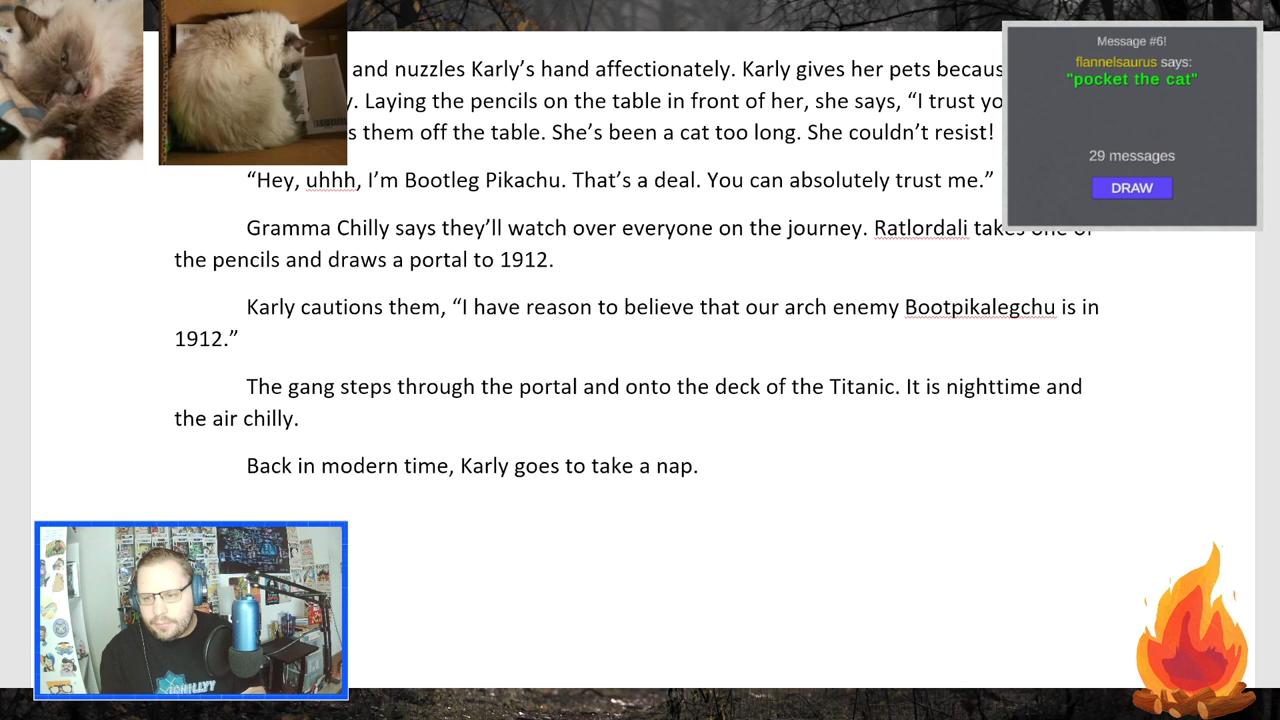 and nuzzles Karly’s hand affectionately. Karly gives her pets
y. Laying the pencils on the table in front of her, she says, “I trust
s them off the table. She’s been a cat too long. She couldn’t resist!
“Hey, uhhh, I’m Bootleg Pikachu. That’s a deal. You can absolutely trust me.”
Gramma Chilly says they’ll watch over everyone on the journey. Ratlordali takes one of
the pencils and draws a portal to 1912.
Karly cautions them, “I have reason to believe that our arch enemy Bootpikalegchu is in
1912.”
The gang steps through the portal and onto the deck of the Titanic. It is nighttime and
the air chilly.
Back in modern time, Karly goes to take a nap.
Message #6!
flannelsaurus says:
"pocket the cat"
29 messages
DRAW